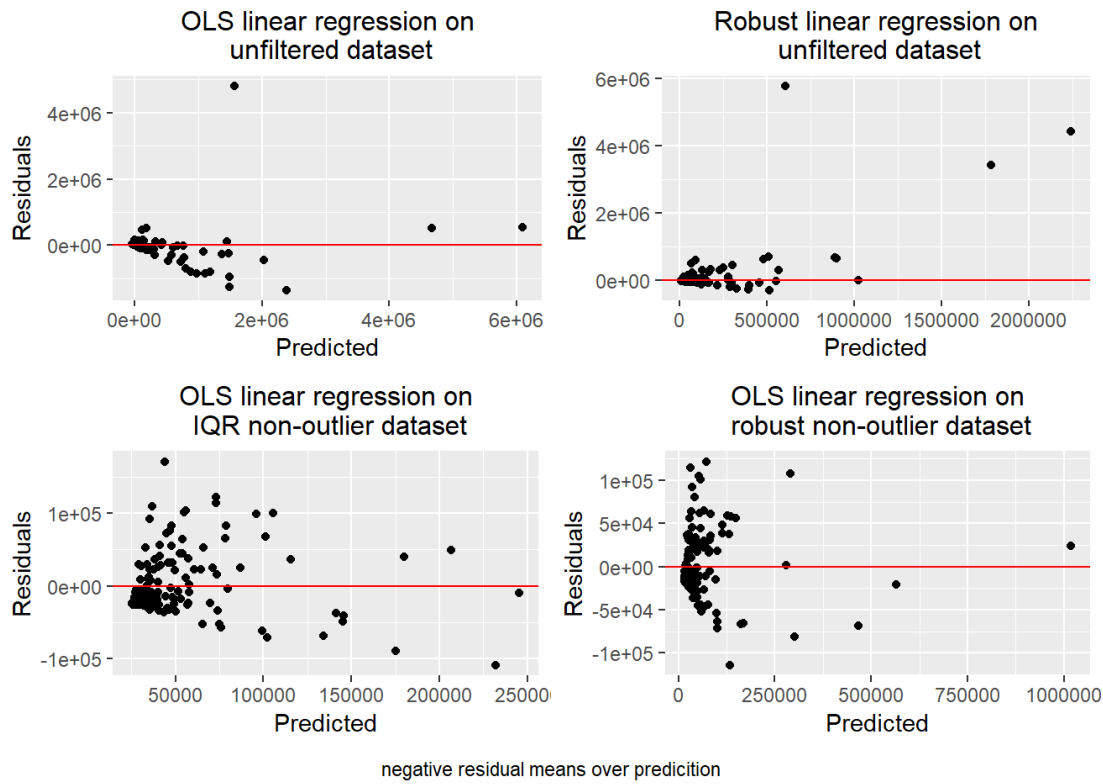 OLS linear regression on
unfiltered dataset
4e+06
2e+06
0e+00
Residuals
0e+00
2e+06
4e+06
6e+06
Predicted
Robust linear regression on
unfiltered dataset
6e+06
4e+06
2e+06
0e+00
Residuals
0
500000
1000000
1500000
2000000
Predicted
OLS linear regression on
IQR non-outlier dataset
1e+05
0e+00
-1e+05
Residuals
50000
100000
150000
200000
25000
Predicted
OLS linear regression on
robust non-outlier dataset
1e+05
5e+04
0e+00
-5e+04
-1e+05
Residuals
0
250000
500000
750000
1000000
Predicted
negative residual means over predicition